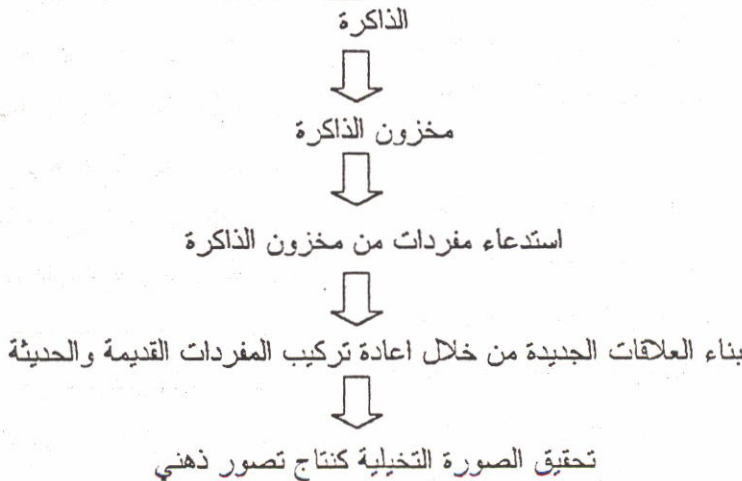 الذاكرة
مخزون الذاكرة
استدعاء مفردات من مخزون الذاكرة
بناء العلاقات الجديدة من خلال اعادة تركيب المفردات القديمة والحديثة
تحقيق الصورة التخيلية كنتاج تصور ذهني